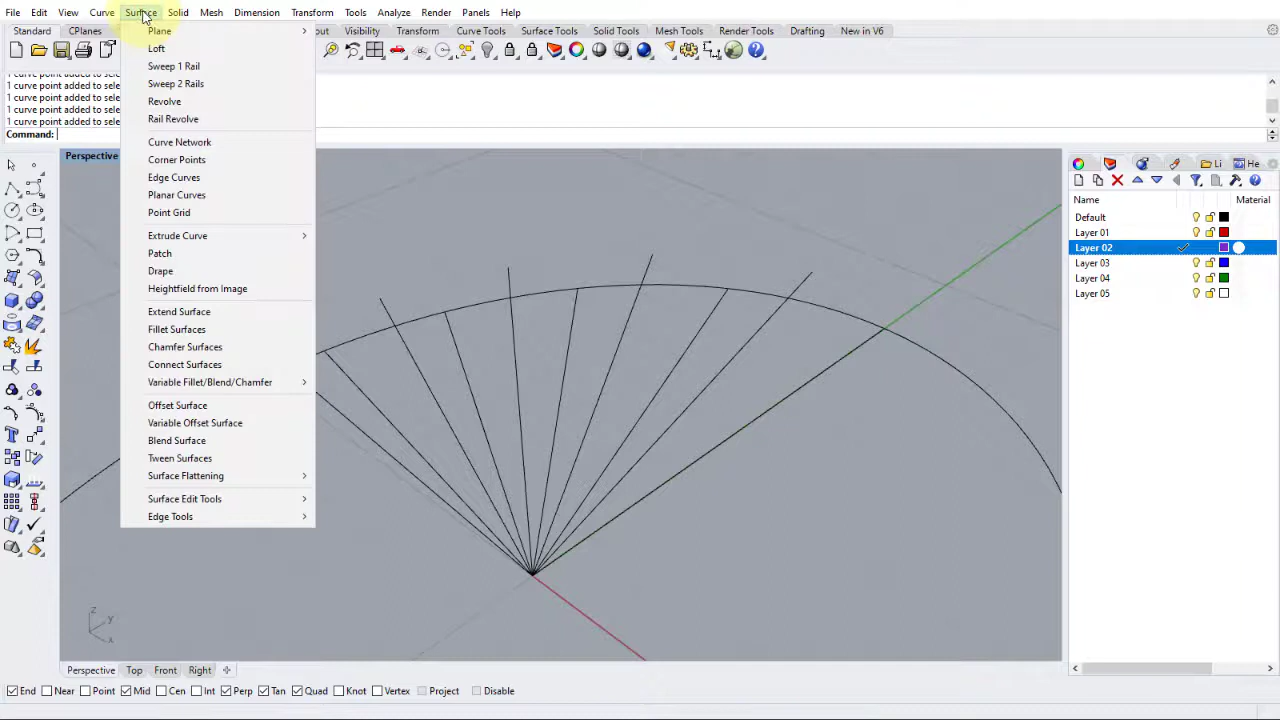 File Edit View Curve Surface Solid Mesh Dimension Transform Tools Analyze Render Panels Help
Standard CPlanes out Visibility Transform Curve Tools Surface Tools Solid Tools Mesh Tools Render Tools Drafting New in V6
1 curve point added to sele
1 curve point added to sele
1 curve point added to sele
1 curve point added to sele
Command:
Perspective
Plane
Loft
Sweep 1 Rail
Sweep 2 Rails
Revolve
Rail Revolve
Curve Network
Corner Points
Edge Curves
Planar Curves
Point Grid
Extrude Curve
Patch
Drape
Heightfield from Image
Extend Surface
Fillet Surfaces
Chamfer Surfaces
Connect Surfaces
Variable Fillet/Blend/Chamfer
Offset Surface
Variable Offset Surface
Blend Surface
Tween Surfaces
Surface Flattening
Surface Edit Tools
Edge Tools
Li He
Name Material
Default
Layer 01
Layer 02
Layer 03
Layer 04
Layer 05
z
y
x
Perspective Top Front Right
End Near Point Mid Cen Int Perp Tan Quad Knot Vertex Project Disable